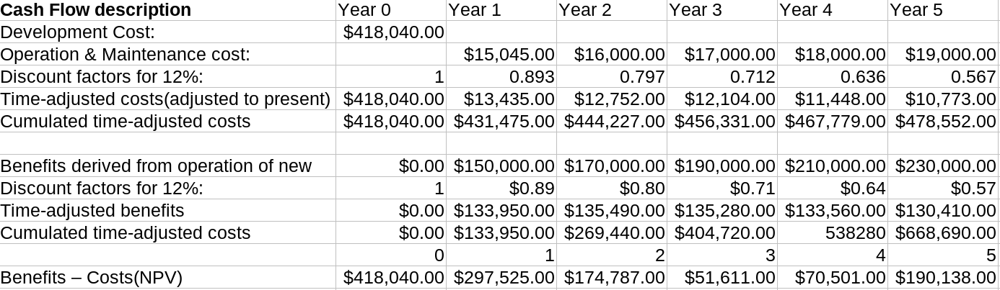 Cash Flow description Year 0 Year 1 Year 2 Year 3 Year 4 Year 5
Development Cost: $418,040.00
Operation & Maintenance cost: $15,045.00 $16,000.00 $17,000.00 $18,000.00 $19,000.00
Discount factors for 12%: 1 0.893 0.797 0.712 0.636 0.567
Time-adjusted costs(adjusted to present) $418,040.00 $13,435.00 $12,752.00 $12,104.00 $11,448.00 $10,773.00
Cumulated time-adjusted costs $418,040.00 $431,475.00 $444,227.00 $456,331.00 $467,779.00 $478,552.00
Benefits derived from operation of new $0.00 $150,000.00 $170,000.00 $190,000.00 $210,000.00 $230,000.00
Discount factors for 12%: 1 $0.89 $0.80 $0.71 $0.64 $0.57
Time-adjusted benefits $0.00 $133,950.00 $135,490.00 $135,280.00 $133,560.00 $130,410.00
Cumulated time-adjusted costs $0.00 $133,950.00 $269,440.00 $404,720.00 538280 $668,690.00
0 1 2 3 4 5
Benefits – Costs(NPV) $418,040.00 $297,525.00 $174,787.00 $51,611.00 $70,501.00 $190,138.00